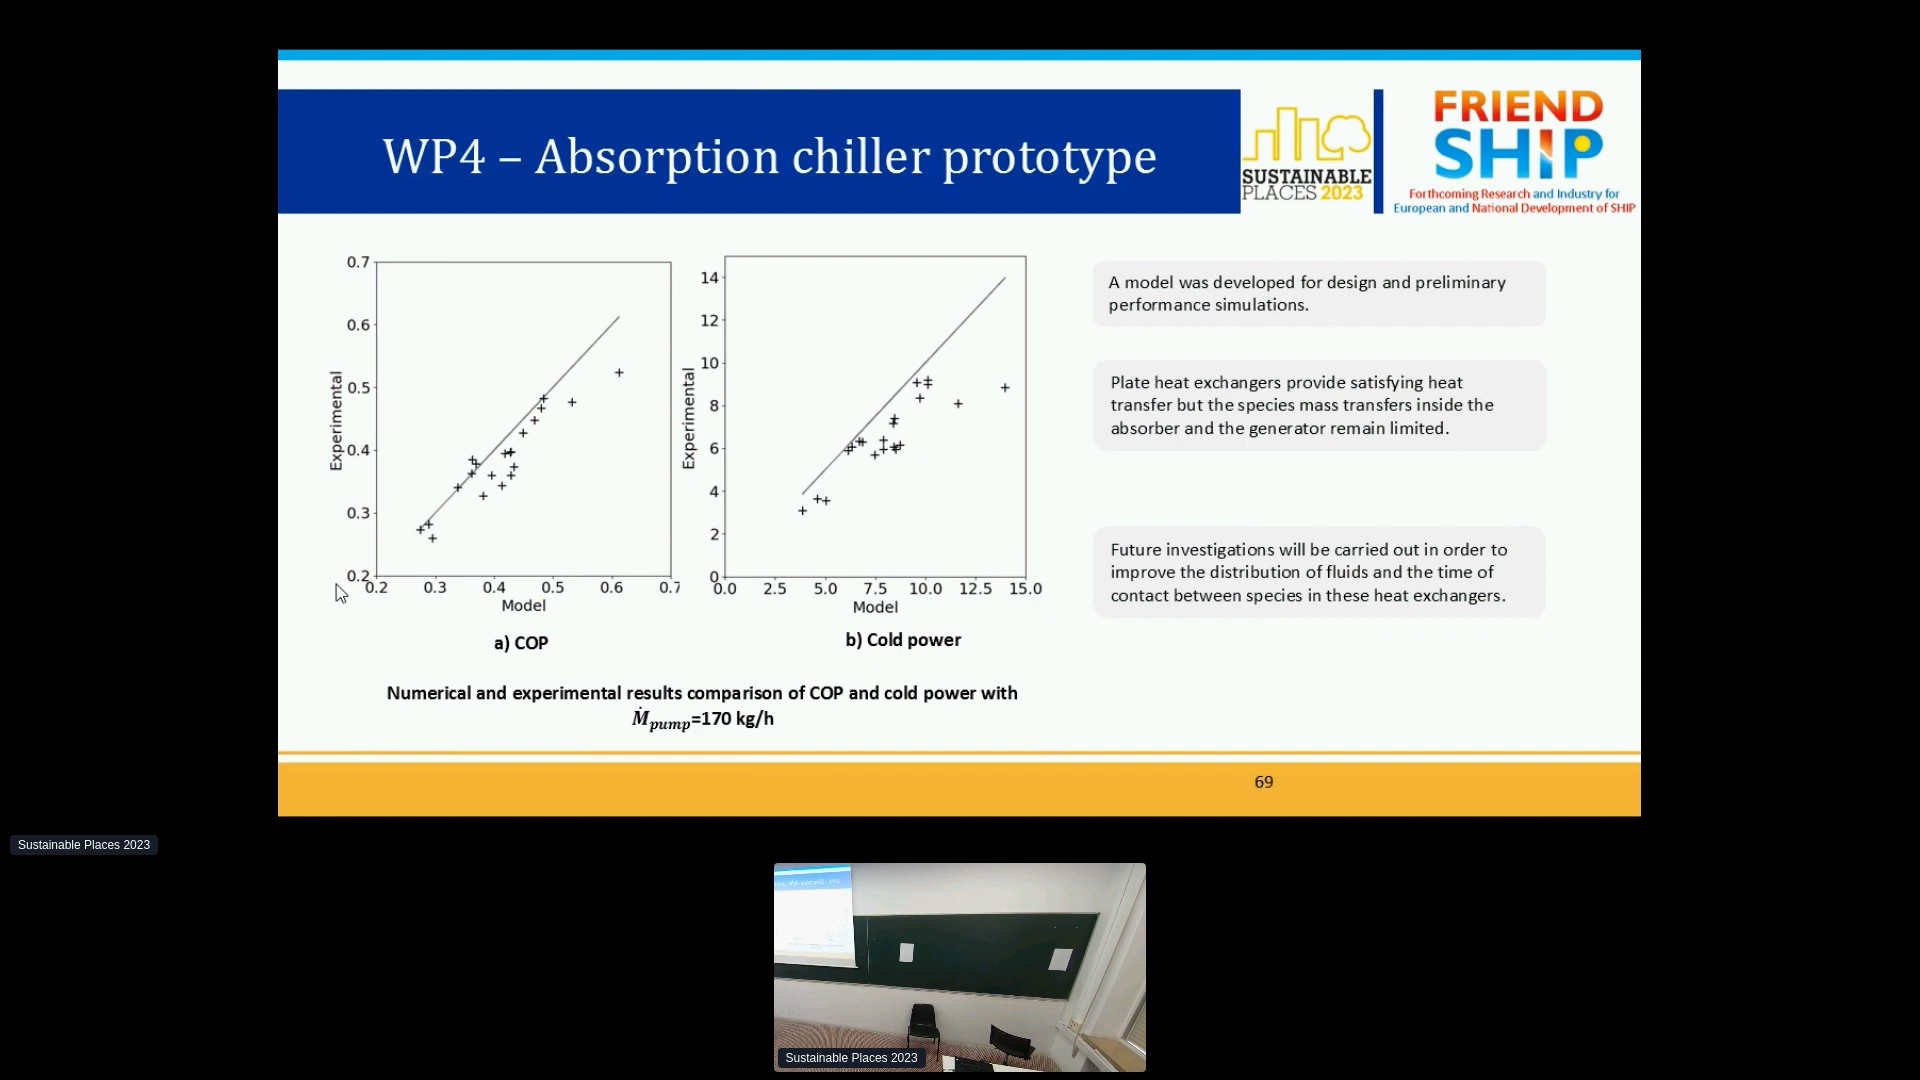 WP4 – Absorption chiller prototype
SUSTAINABLE
PLACES 2023
FRIEND
SHIP
Forthcoming Research and Industry for
European and National Development of SHIP
0.7
0.6
0.5
0.4
0.3
0.2
Experimental
0.2 0.3 0.4 0.5 0.6 0.7
Model
a) COP
14
12
10
8
6
4
2
0
Experimental
0.0 2.5 5.0 7.5 10.0 12.5 15.0
Model
b) Cold power
Numerical and experimental results comparison of COP and cold power with
Ṁpump=170 kg/h
A model was developed for design and preliminary
performance simulations.
Plate heat exchangers provide satisfying heat
transfer but the species mass transfers inside the
absorber and the generator remain limited.
Future investigations will be carried out in order to
improve the distribution of fluids and the time of
contact between species in these heat exchangers.
69
Sustainable Places 2023
Sustainable Places 2023